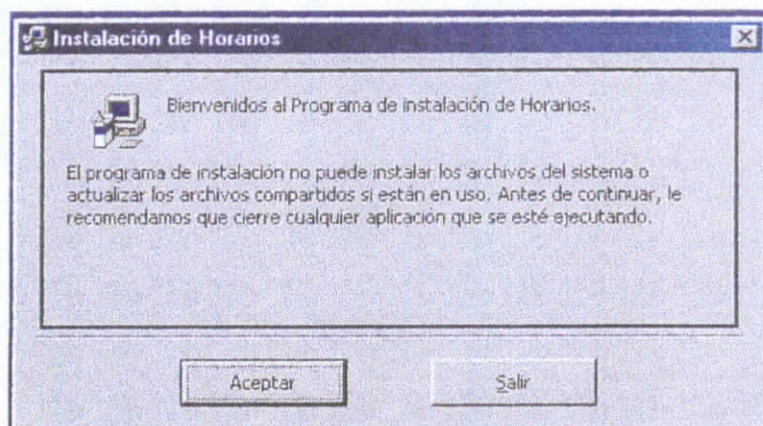 Instalación de Horarios
Bienvenidos al Programa de instalación de Horarios.
El programa de instalación no puede instalar los archivos del sistema o
actualizar los archivos compartidos si están en uso. Antes de continuar, le
recomendamos que cierre cualquier aplicación que se esté ejecutando.
Aceptar
Salir